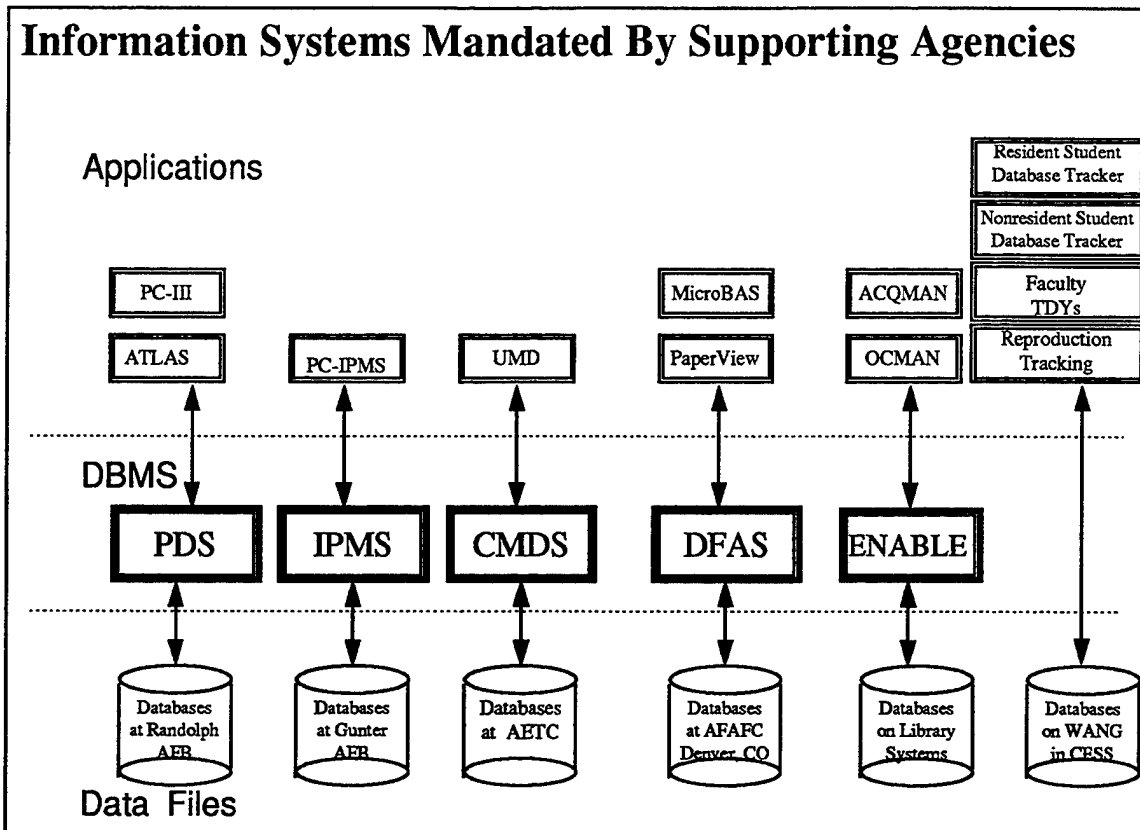 Information Systems Mandated By Supporting Agencies
Applications
Resident Student
Database Tracker
Nonresident Student
Database Tracker
PC-III
MicroBAS
ACQMAN
Faculty
TDYs
ATLAS
PC-IPMS
UMD
PaperView
OCMAN
Reproduction
Tracking
DBMS
PDS
IPMS
CMDS
DFAS
ENABLE
Databases
at Randolph
AFB
Databases
at Gunter
AFB
Databases
at AETC
Databases
at AFAFC
Denver, CO
Databases
on Library
Systems
Databases
on WANG
in CESS
Data Files